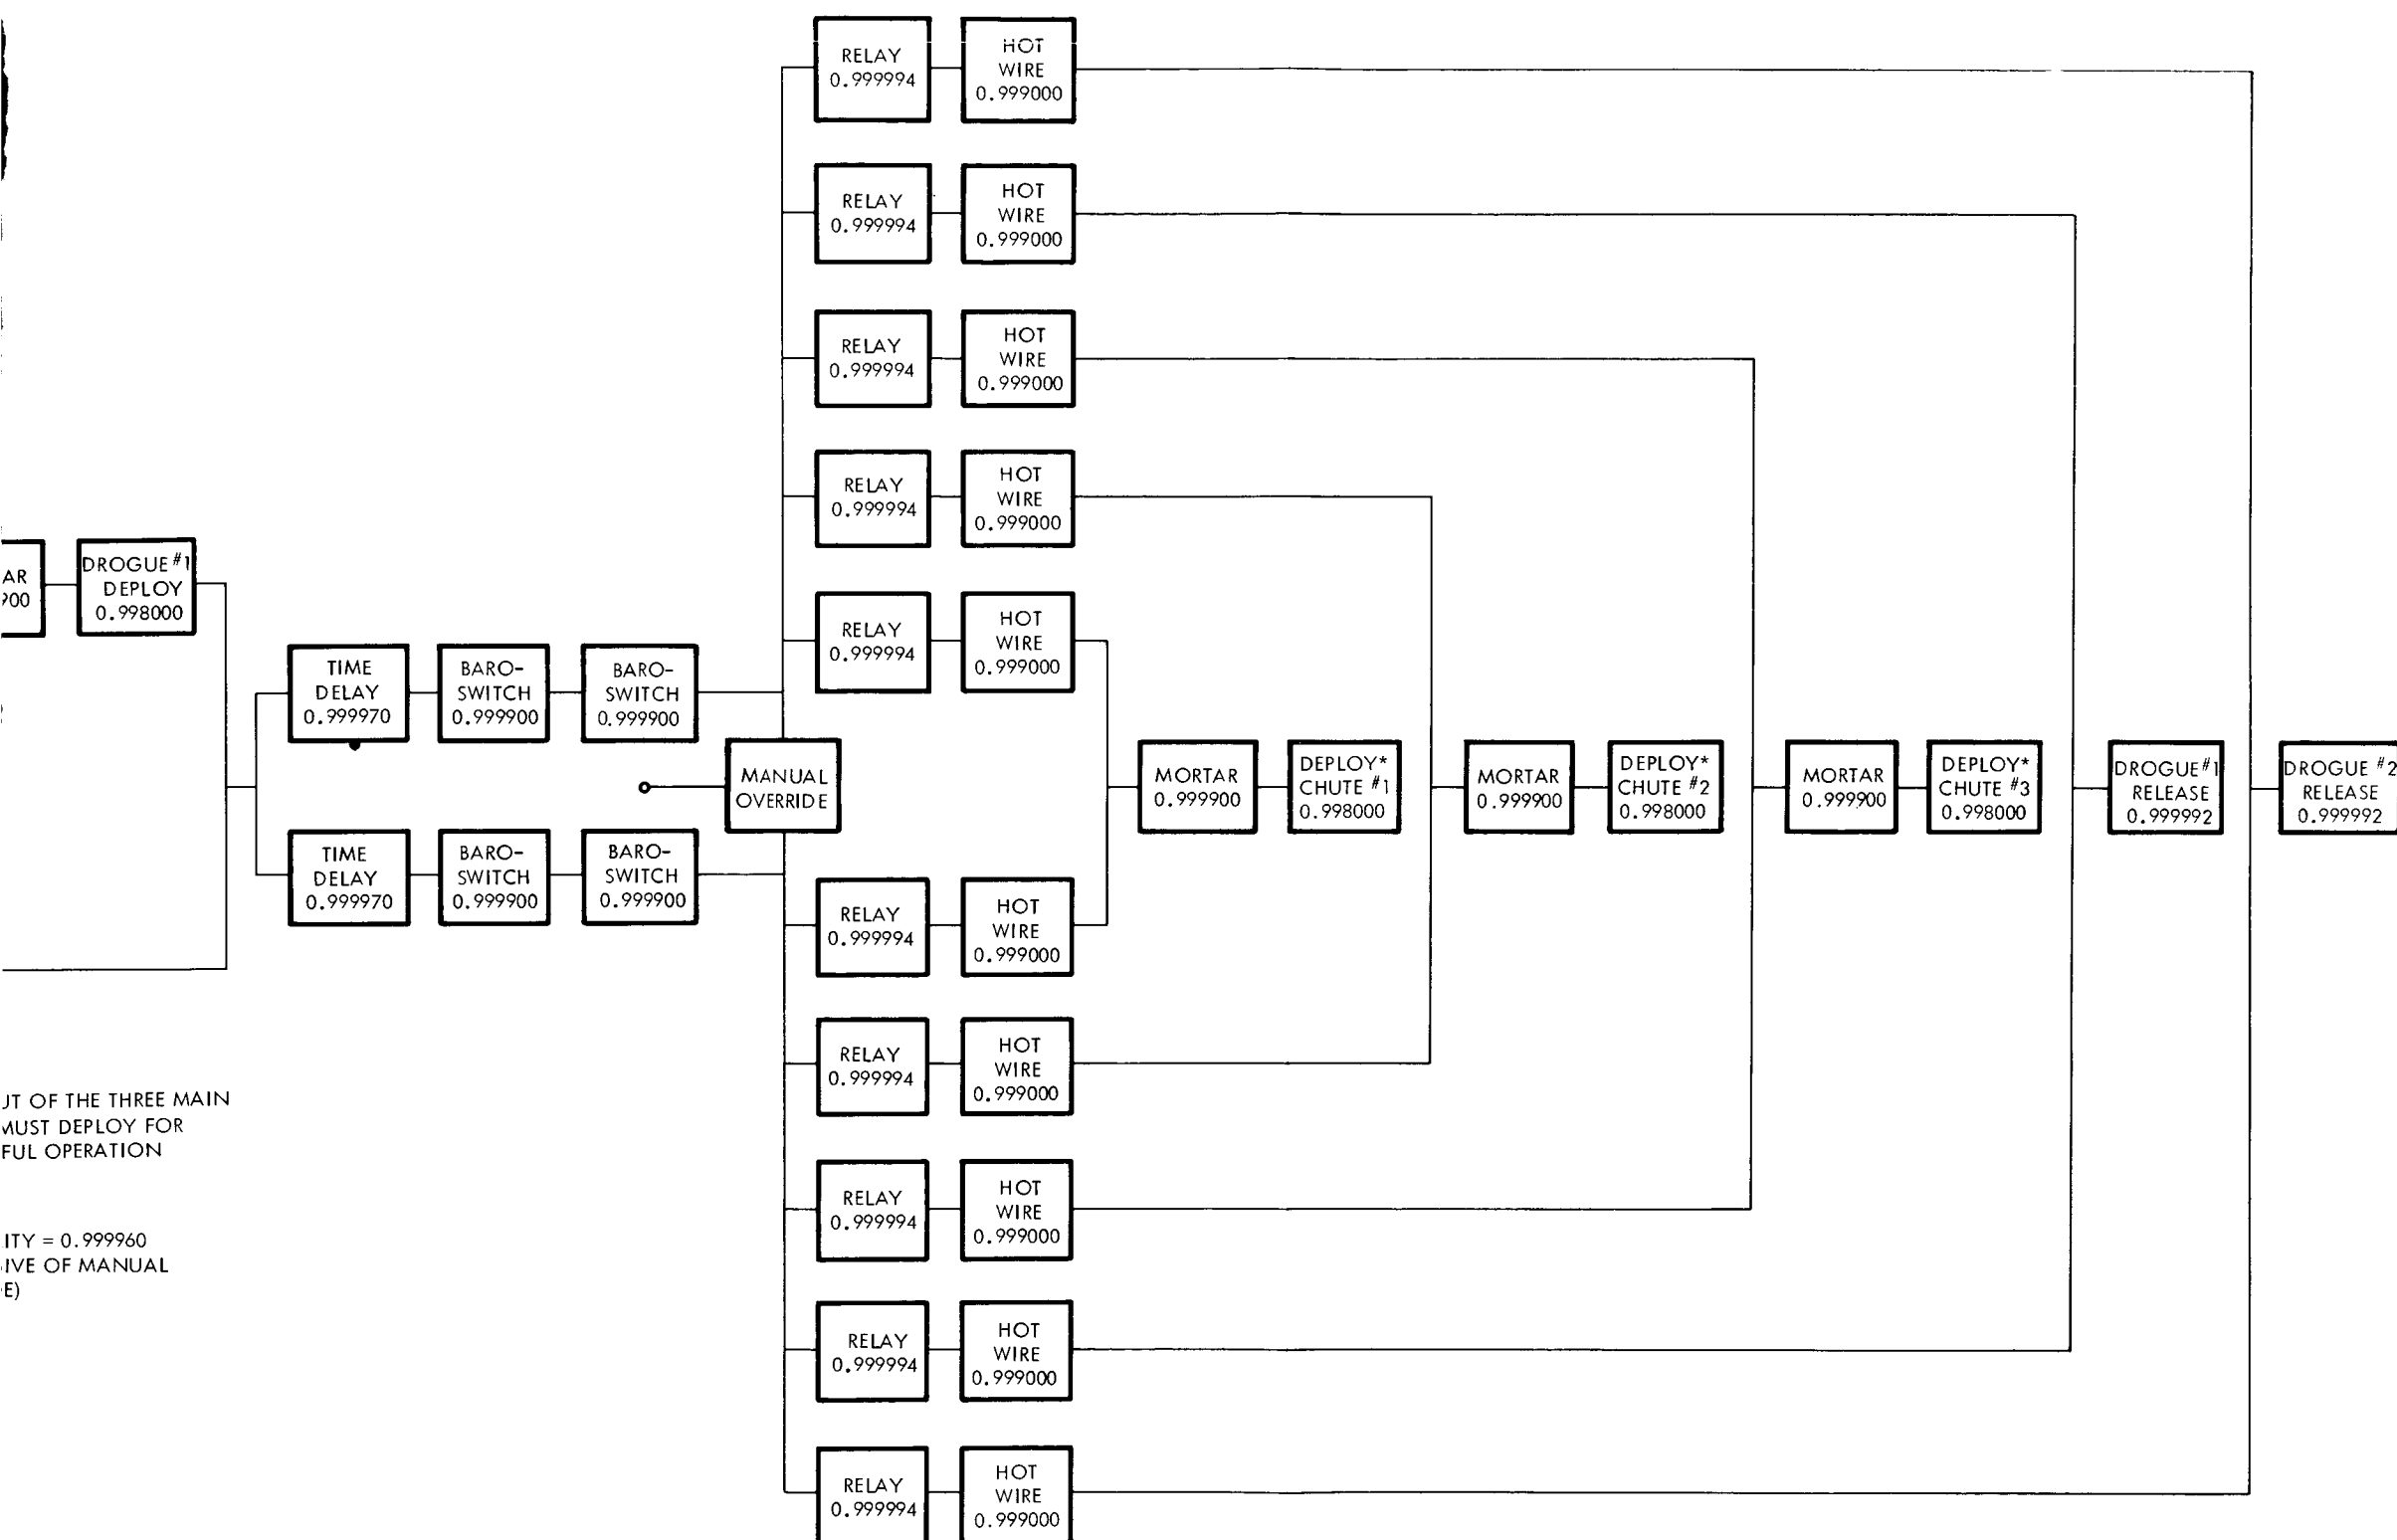 RELAY
0.999994
HOT
WIRE
0.999000
RELAY
0.999994
HOT
WIRE
0.999000
RELAY
0.999994
HOT
WIRE
0.999000
RELAY
0.999994
HOT
WIRE
0.999000
AR
900
DROGUE #1
DEPLOY
0.998000
RELAY
0.999994
HOT
WIRE
0.999000
TIME
DELAY
0.999970
BARO-
SWITCH
0.999900
BARO-
SWITCH
0.999900
MANUAL
OVERRIDE
MORTAR
0.999900
DEPLOY*
CHUTE #1
0.998000
MORTAR
0.999900
DEPLOY*
CHUTE #2
0.998000
MORTAR
0.999900
DEPLOY*
CHUTE #3
0.998000
DROGUE #1
RELEASE
0.999992
DROGUE #2
RELEASE
0.999992
TIME
DELAY
0.999970
BARO-
SWITCH
0.999900
BARO-
SWITCH
0.999900
RELAY
0.999994
HOT
WIRE
0.999000
RELAY
0.999994
HOT
WIRE
0.999000
UT OF THE THREE MAIN
MUST DEPLOY FOR
FUL OPERATION
RELAY
0.999994
HOT
WIRE
0.999000
ITY = 0.999960
IVE OF MANUAL
E)
RELAY
0.999994
HOT
WIRE
0.999000
RELAY
0.999994
HOT
WIRE
0.999000